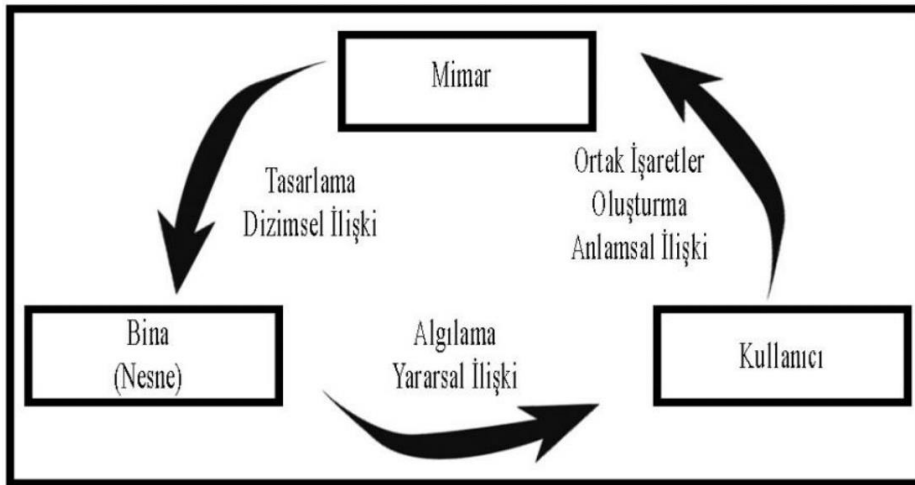 Mimar
Tasarlama
Dizimsel İlişki
Ortak İşaretler
Oluşturma
Anlamsal İlişki
Bina
(Nesne)
Algılama
Yararsal İlişki
Kullanıcı